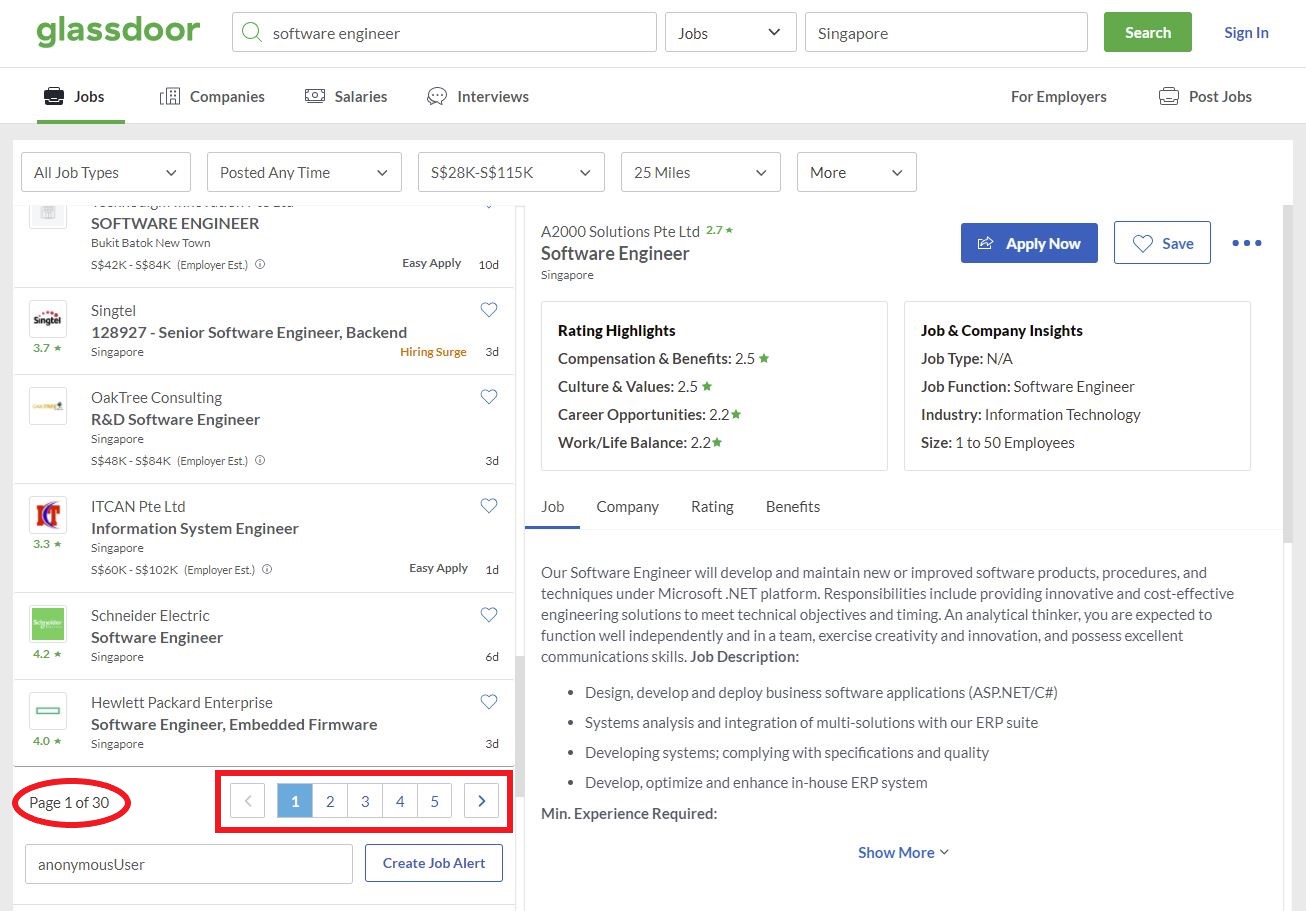 glassdoor
software engineer
Jobs
Singapore
Search
Sign In
Jobs
Companies
Salaries
Interviews
For Employers
Post Jobs
All Job Types
Posted Any Time
S$28K-S$115K
25 Miles
More
SOFTWARE ENGINEER
Bukit Batok New Town
S$42K - S$84K (Employer Est.)
Easy Apply
10d
Singtel
Singtel
128927 - Senior Software Engineer, Backend
3.7 ★
Singapore
Hiring Surge
3d
OakTree Consulting
R&D Software Engineer
Singapore
S$48K - S$84K (Employer Est.)
3d
ITCAN Pte Ltd
Information System Engineer
3.3 ★
Singapore
S$60K - S$102K (Employer Est.)
Easy Apply
1d
Schneider Electric
Schneider
Software Engineer
4.2 ★
Singapore
6d
Hewlett Packard Enterprise
Software Engineer, Embedded Firmware
4.0 ★
Singapore
3d
Page 1 of 30
1 2 3 4 5
anonymousUser
Create Job Alert
A2000 Solutions Pte Ltd 2.7 ★
Software Engineer
Singapore
Apply Now
Save
Rating Highlights
Compensation & Benefits: 2.5 ★
Culture & Values: 2.5 ★
Career Opportunities: 2.2★
Work/Life Balance: 2.2★
Job & Company Insights
Job Type: N/A
Job Function: Software Engineer
Industry: Information Technology
Size: 1 to 50 Employees
Job
Company
Rating
Benefits
Our Software Engineer will develop and maintain new or improved software products, procedures, and
techniques under Microsoft .NET platform. Responsibilities include providing innovative and cost-effective
engineering solutions to meet technical objectives and timing. An analytical thinker, you are expected to
function well independently and in a team, exercise creativity and innovation, and possess excellent
communications skills. Job Description:
• Design, develop and deploy business software applications (ASP.NET/C#)
• Systems analysis and integration of multi-solutions with our ERP suite
• Developing systems; complying with specifications and quality
• Develop, optimize and enhance in-house ERP system
Min. Experience Required:
Show More